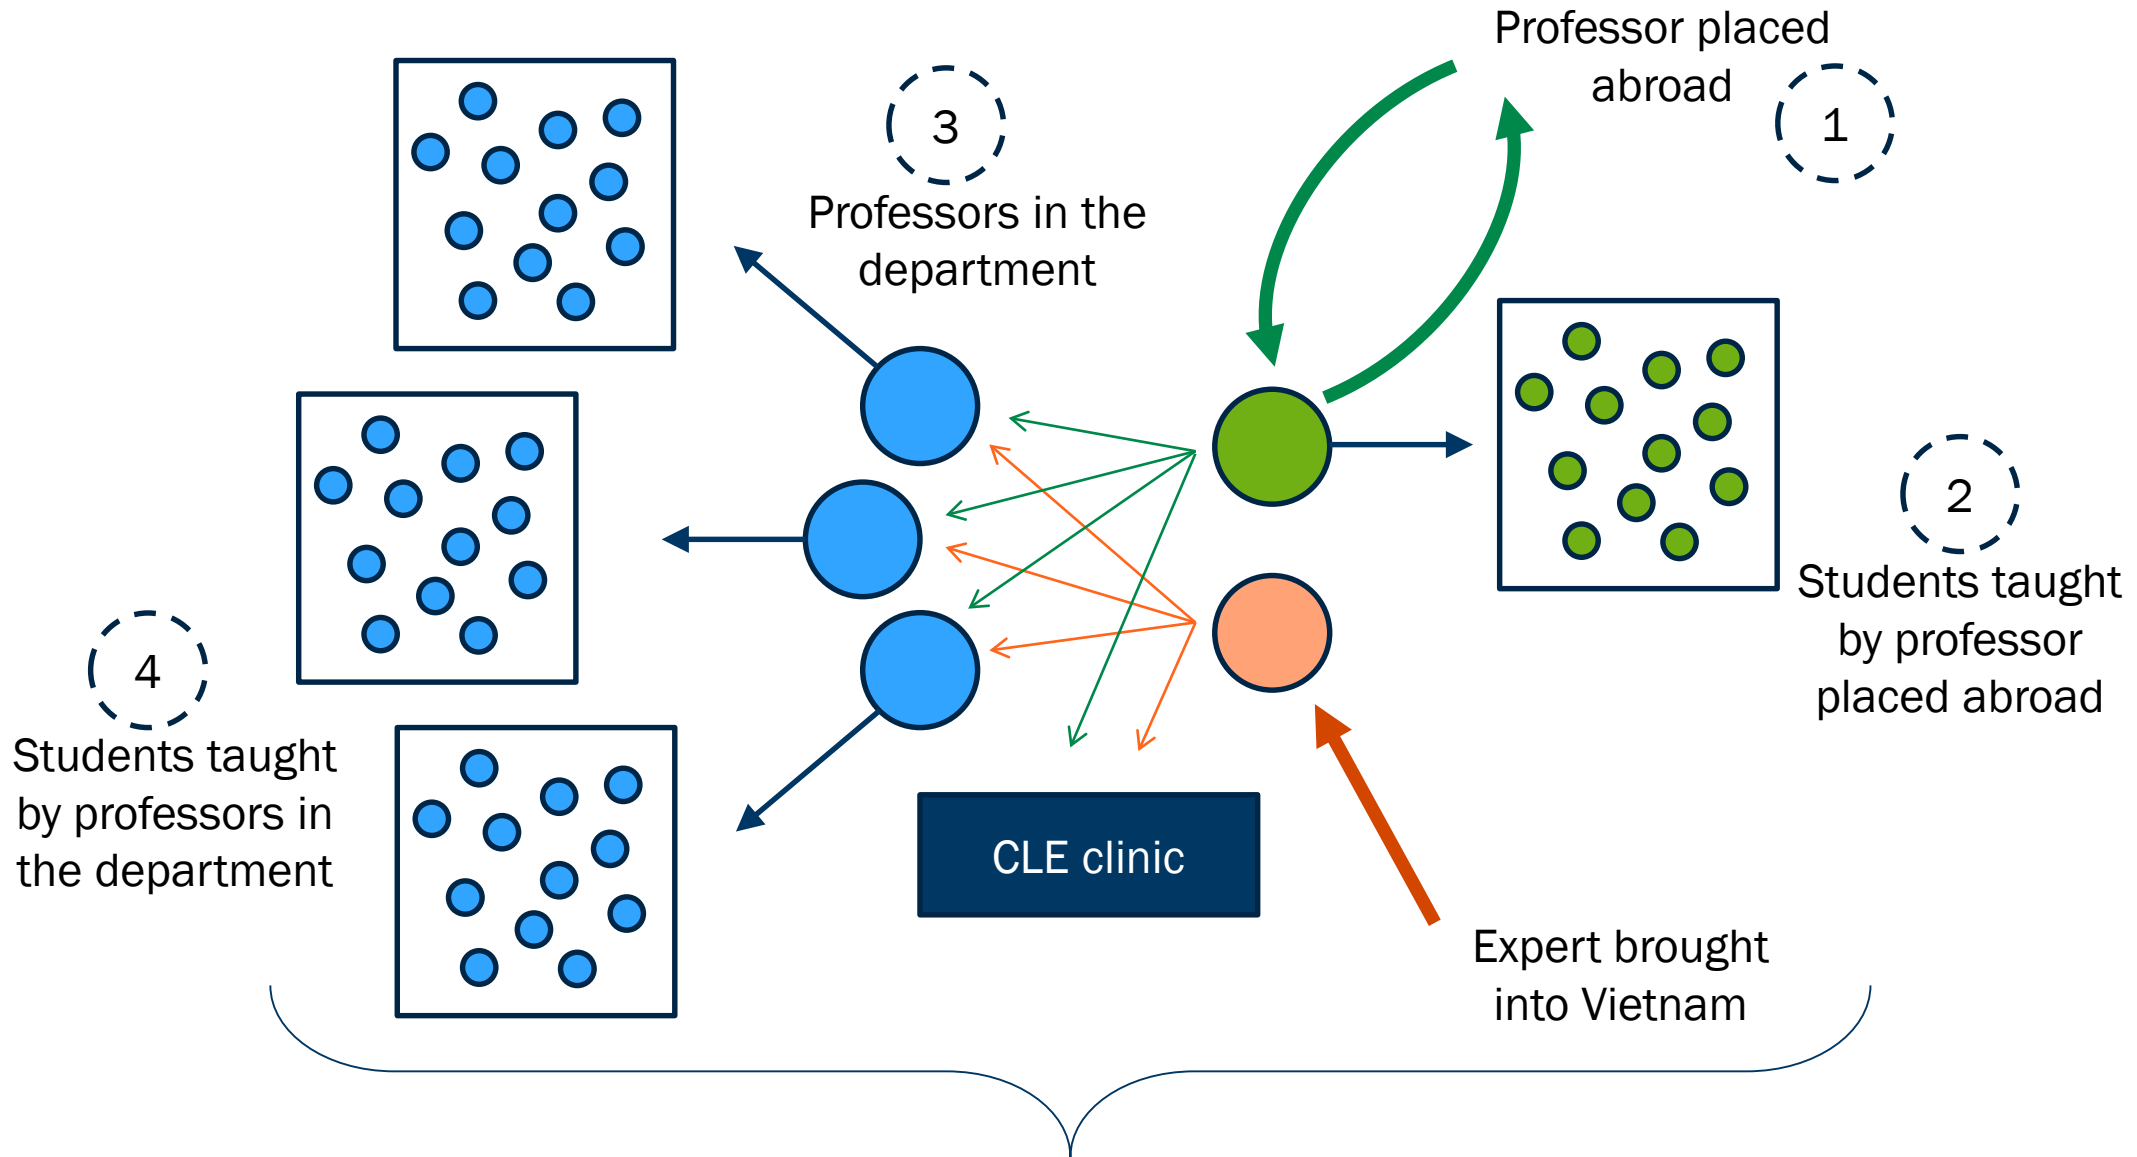 Professor placed
abroad
1
3
Professors in the
department
2
Students taught
by professor
placed abroad
4
Students taught
by professors in
the department
CLE clinic
Expert brought
into Vietnam